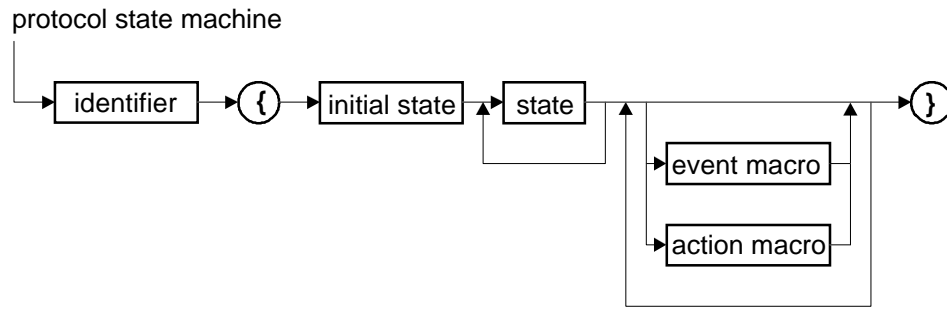 protocol state machine
identifier { initial state state }
event macro
action macro